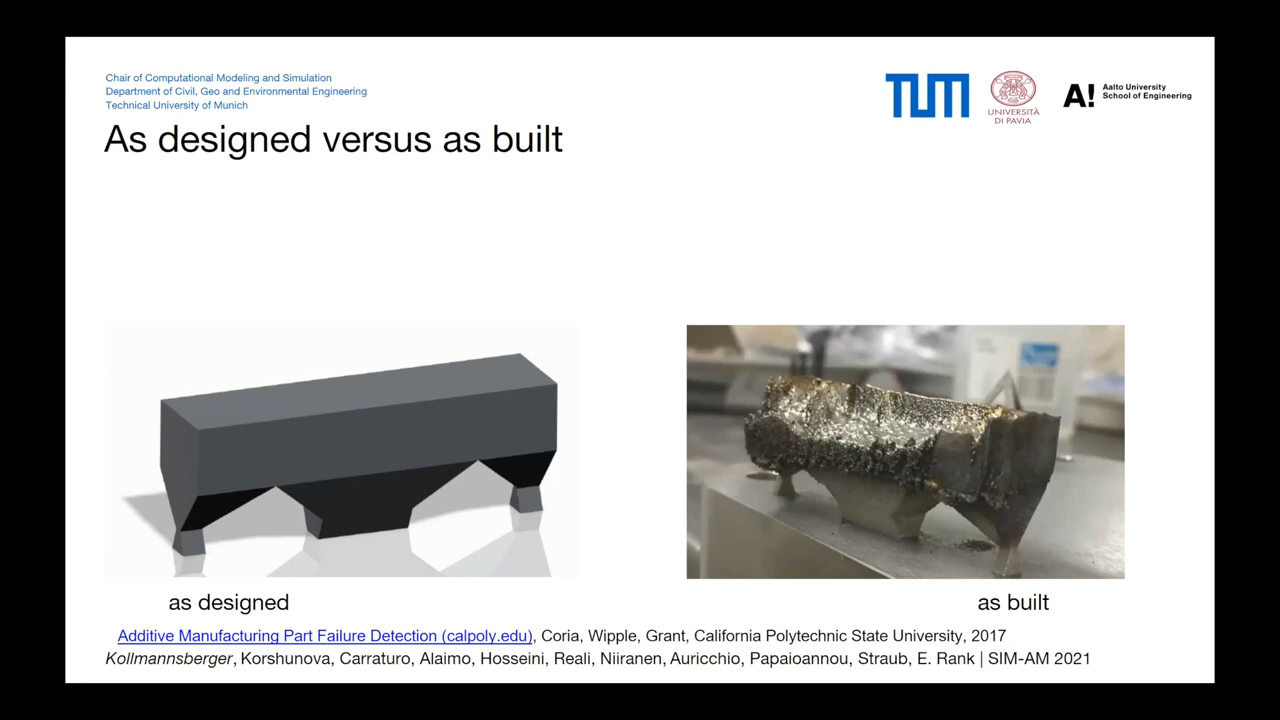 Chair of Computational Modeling and Simulation
Department of Civil, Geo and Environmental Engineering
Technical University of Munich
TUM
UNIVERSITÀ
DI PAVIA
A!
Aalto University
School of Engineering
As designed versus as built
as designed
as built
Additive Manufacturing Part Failure Detection (calpoly.edu), Coria, Wipple, Grant, California Polytechnic State University, 2017
Kollmannsberger, Korshunova, Carraturo, Alaimo, Hosseini, Reali, Niiranen, Auricchio, Papaioannou, Straub, E. Rank | SIM-AM 2021